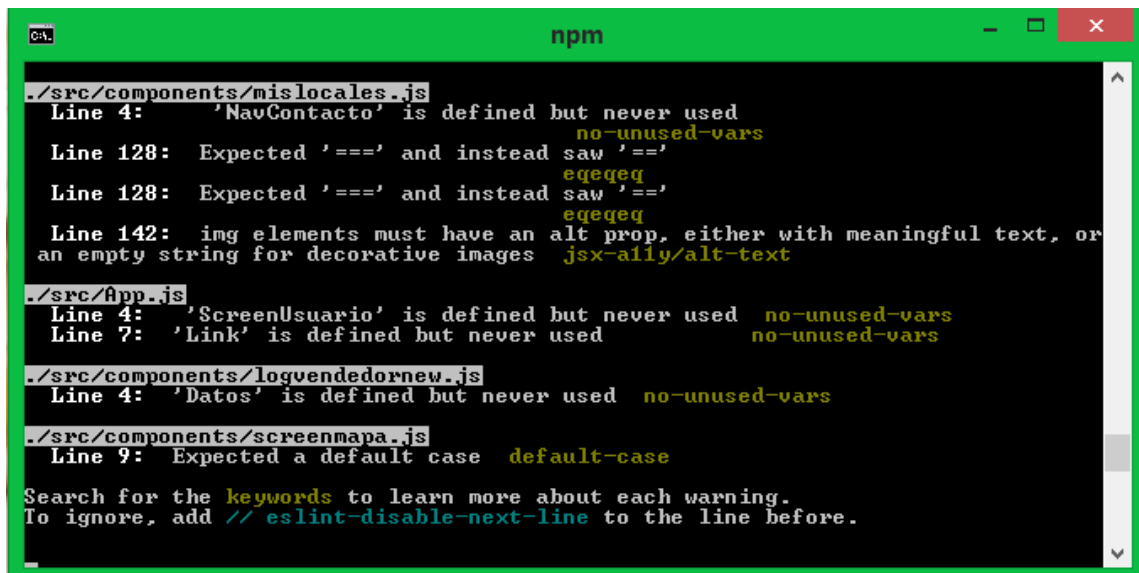 C:\.
npm
./src/components/mislocales.js
Line 4: 'NavContacto' is defined but never used
no-unused-vars
Line 128: Expected '===' and instead saw '=='
eqeqeq
Line 128: Expected '===' and instead saw '=='
eqeqeq
Line 142: img elements must have an alt prop, either with meaningful text, or
an empty string for decorative images jsx-a11y/alt-text
./src/App.js
Line 4: 'ScreenUsuario' is defined but never used no-unused-vars
Line 7: 'Link' is defined but never used no-unused-vars
./src/components/logvendedornew.js
Line 4: 'Datos' is defined but never used no-unused-vars
./src/components/screenmapa.js
Line 9: Expected a default case default-case
Search for the keywords to learn more about each warning.
To ignore, add // eslint-disable-next-line to the line before.